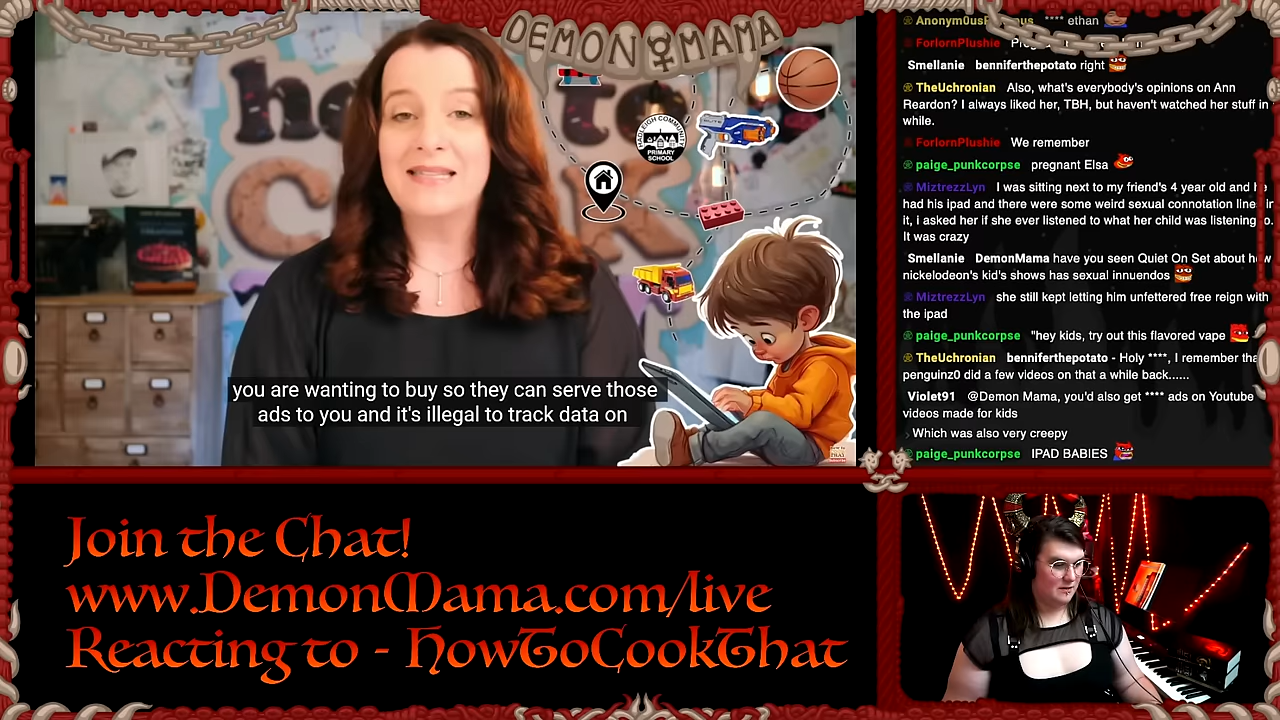 DEMON MAMA
HADLEIGH COMMUNITY
PRIMARY
SCHOOL
ELITE
how to
COOK
you are wanting to buy so they can serve those
ads to you and it's illegal to track data on
**** ethan
ForlornPlushie
Smellanie benniferthepotato right
TheUchronian Also, what's everybody's opinions on Ann
Reardon? I always liked her, TBH, but haven't watched her stuff in
while.
ForlornPlushie We remember
paige_punkcorpse pregnant Elsa
MiztrezzLyn I was sitting next to my friend's 4 year old and he
had his ipad and there were some weird sexual connotation line
it, i asked her if she ever listened to what her child was listening
It was crazy
Smellanie DemonMama have you seen Quiet On Set about how
nickelodeon's kid's shows has sexual innuendos
MiztrezzLyn she still kept letting him unfettered free reign with
the ipad
paige_punkcorpse "hey kids, try out this flavored vape
TheUchronian benniferthepotato - Holy ****, I remember tha
penguinz0 did a few videos on that a while back......
Violet91 @Demon Mama, you'd also get **** ads on Youtube
videos made for kids
Which was also very creepy
paige_punkcorpse IPAD BABIES
Join the Chat!
www.DemonMama.com/live
Reacting to - HowToCookThat